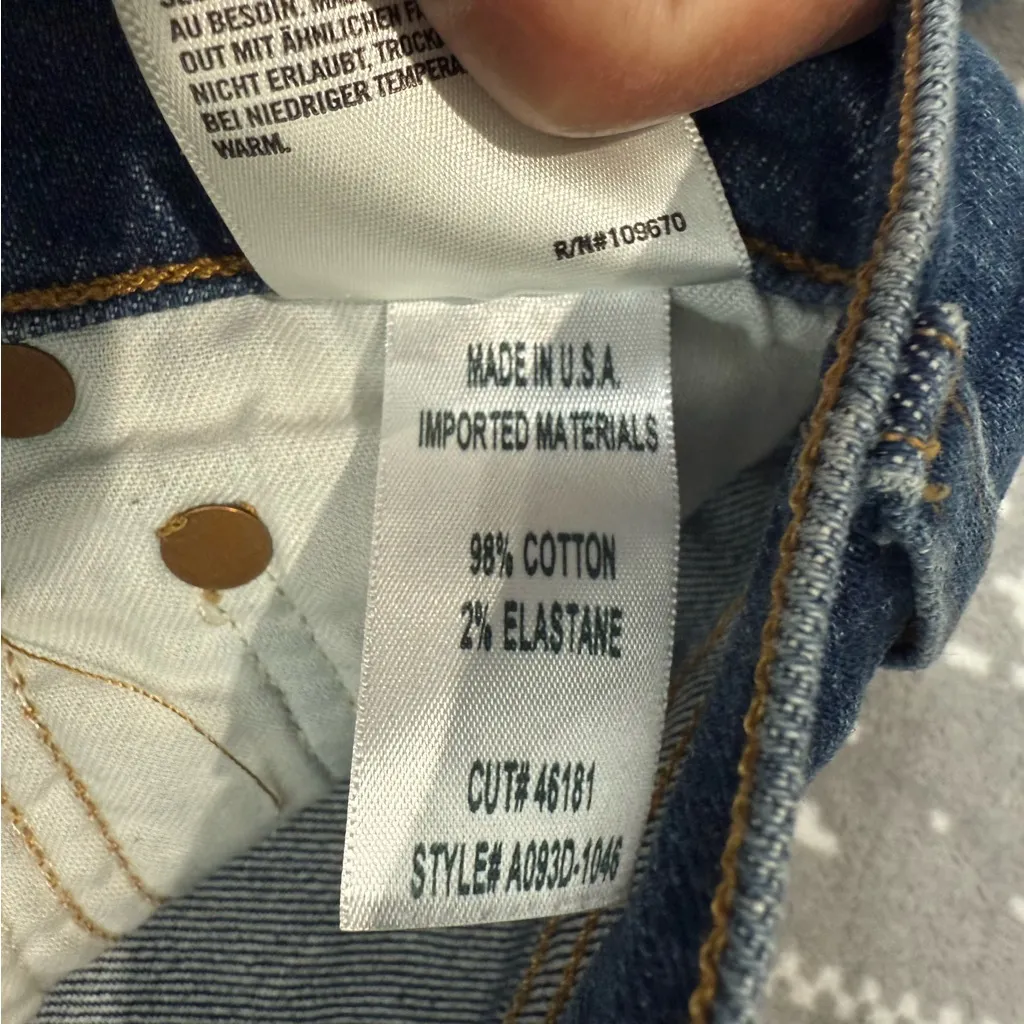 AU BESOIN.
OUT MIT ÄHNLICHEN
NICHT ERLAUBT, TROCK
BEI NIEDRIGER TEMPERA
WARM.
R/N#109670
MADE IN U.S.A.
IMPORTED MATERIALS
98% COTTON
2% ELASTANE
CUT# 46181
STYLE# A093D-1046